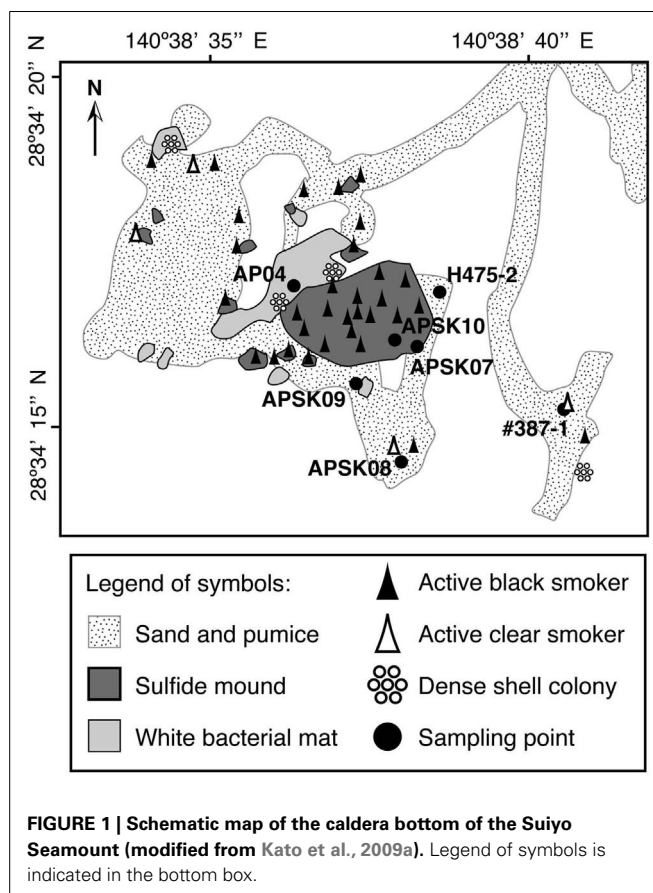 140º38' 35" E
140º38' 40" E
28º34' 20" N
N
AP04
H475-2
APSK10
APSK07
APSK09
28º34' 15" N
#387-1
APSK08
Legend of symbols:
Sand and pumice
Sulfide mound
White bacterial mat
Active black smoker
Active clear smoker
Dense shell colony
Sampling point
FIGURE 1 | Schematic map of the caldera bottom of the Suiyo
Seamount (modified from Kato et al., 2009a). Legend of symbols is
indicated in the bottom box.